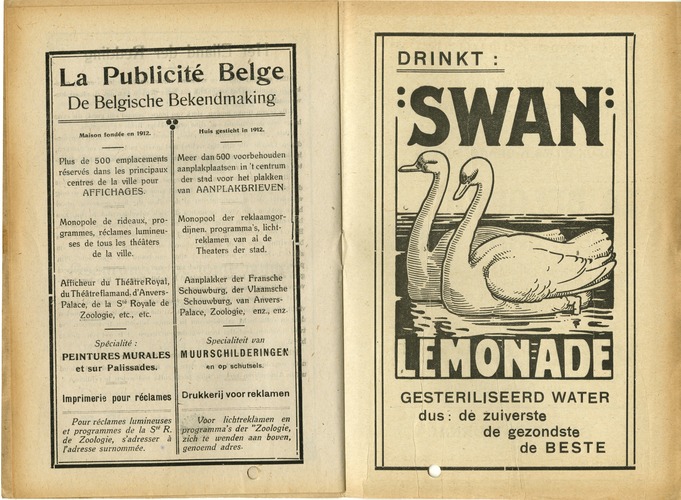 La Publicité Belge
De Belgische Bekendmaking
Maison fondée en 1912.
Plus de 500 emplacements
réservés dans les principaux
centres de la ville pour
AFFICHAGES.
Monopole de rideaux, pro-
grammes, réclames lumineu-
ses de tous les théâters
de la ville.
Afficheur du Théâtre Royal,
du Théâtre flamand, d'Anvers-
Palace, de la Sté Royale de
Zoologie, etc., etc.
Spécialité :
PEINTURES MURALES
et sur Palissades.
Imprimerie pour réclames
Pour réclames lumineuses
et programmes de la Sté R.
de Zoologie, s'adresser à
l'adresse surnommée.
Huis gesticht in 1912.
Meer dan 500 voorbehouden
aanplakplaatsen in 't centrum
der stad voor het plakken
van AANPLAKBRIEVEN.
Monopool der reklaamgor-
dijnen, programma's, licht-
reklamen van al de
Theaters der stad.
Aanplakker der Fransche
Schouwburg, der Vlaamsche
Schouwburg, van Anvers-
Palace, Zoologie, enz., enz.
Specialiteit van
MUURSCHILDERINGEN
en op schutsels.
Drukkerij voor reklamen
Voor lichtreklamen en
programma's der "Zoologie,
zich te wenden aan boven,
genoemd adres.
DRINKT :
:SWAN:
LEMONADE
GESTERILISEERD WATER
dus : de zuiverste
de gezondste
de BESTE